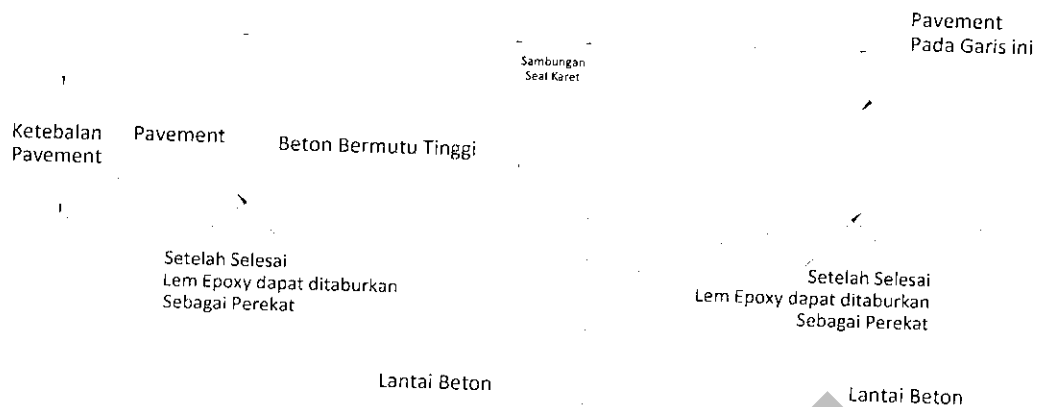 Pavement
Pada Garis ini
Sambungan
Seal Karet
Ketebalan
Pavement
Pavement
Beton Bermutu Tinggi
Setelah Selesai
Lem Epoxy dapat ditaburkan
Sebagai Perekat
Setelah Selesai
Lem Epoxy dapat ditaburkan
Sebagai Perekat
Lantai Beton
Lantai Beton